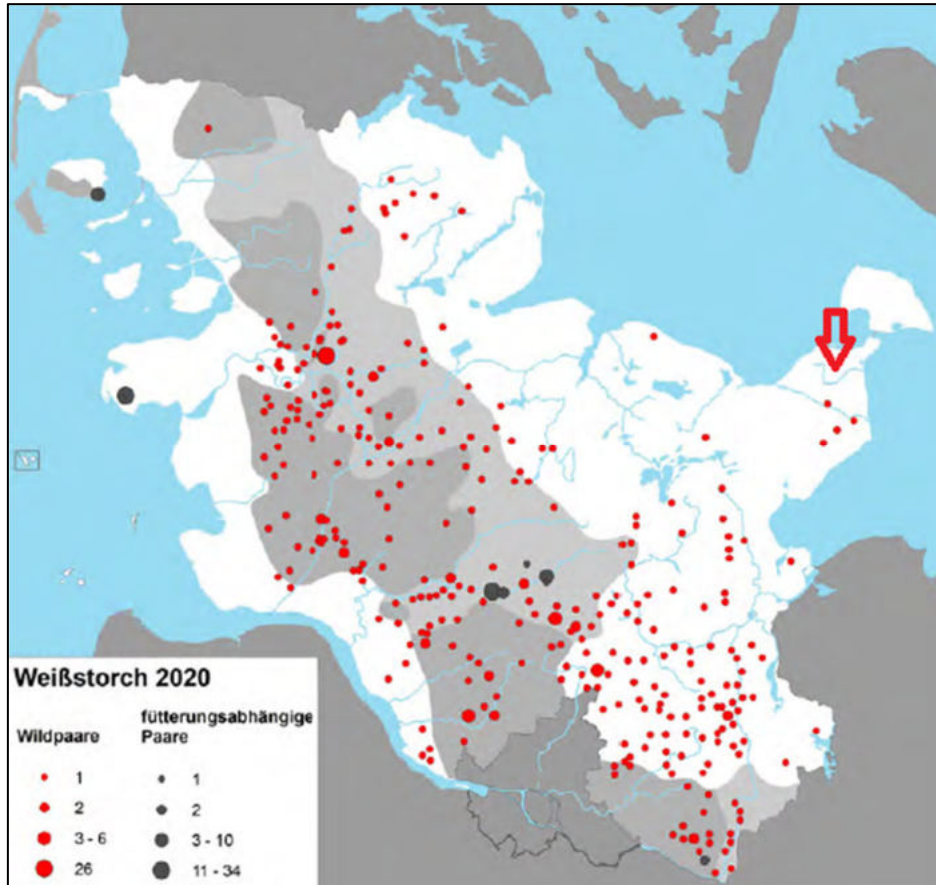 Weißstorch 2020
Wildpaare
fütterungsabhängige
Paare
1
1
2
2
3 - 6
3 - 10
26
11 - 34